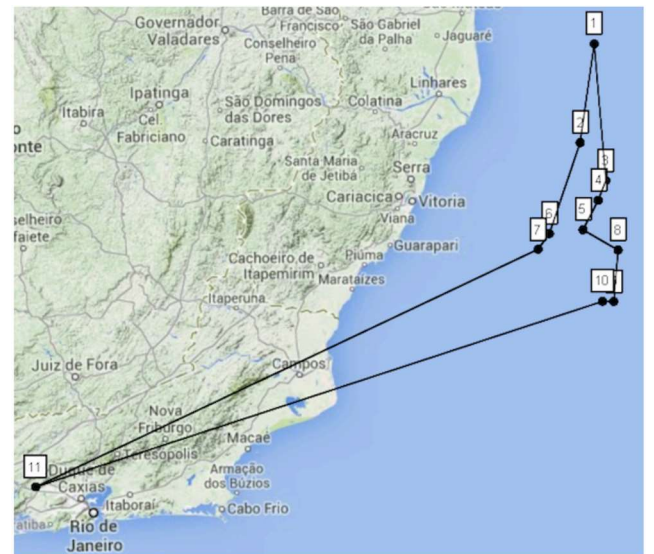 Barra de São
Francisco
Governador
Valadares
São Gabriel
da Palha
Jaguaré
Conselheiro
Pena
1
Linhares
Ipatinga
Itabira
Cel.
Fabriciano
São Domingos
das Dores
Colatina
Caratinga
Aracruz
2
onte
Santa Maria
de Jetibá
Serra
3
Cariacica
Vitoria
4
Viana
selheiro
faiete
5
6
7
8
Guarapari
Cachoeiro de
Itapemirim
Piúma
Marataízes
Itaperuna
10
Juiz de Fora
Campos
Nova
Friburgo
Macaé
Teresopolis
11
Duque de
Caxias
Armação
dos Búzios
Itaboraí
Cabo Frio
Rio de
Janeiro